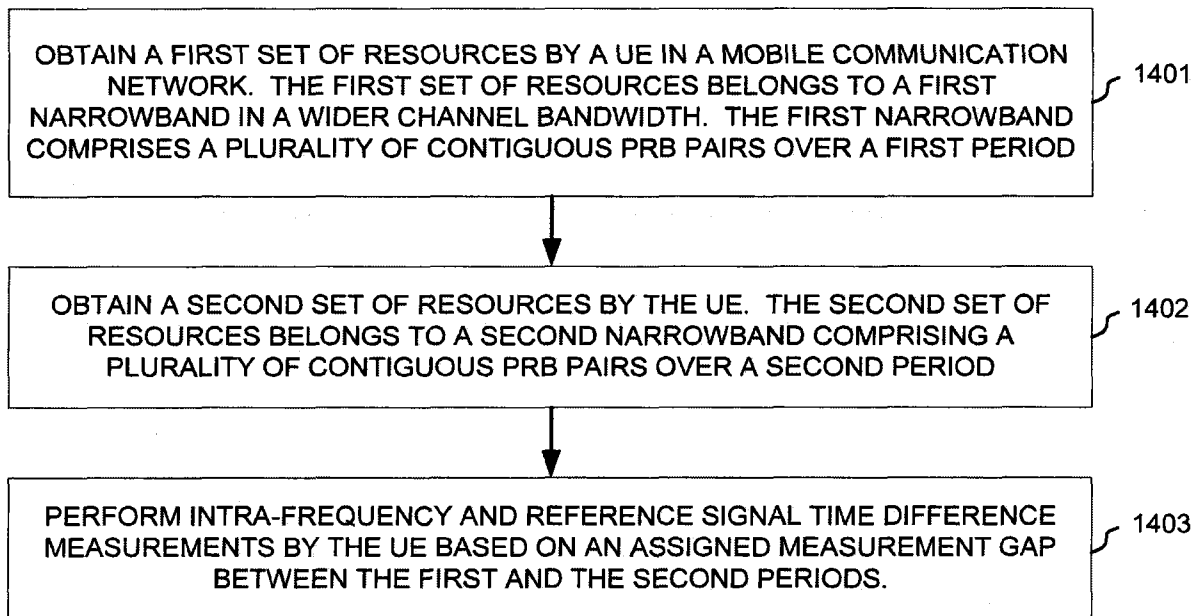 OBTAIN A FIRST SET OF RESOURCES BY A UE IN A MOBILE COMMUNICATION
NETWORK. THE FIRST SET OF RESOURCES BELONGS TO A FIRST
NARROWBAND IN A WIDER CHANNEL BANDWIDTH. THE FIRST NARROWBAND
COMPRISES A PLURALITY OF CONTIGUOUS PRB PAIRS OVER A FIRST PERIOD
1401
OBTAIN A SECOND SET OF RESOURCES BY THE UE. THE SECOND SET OF
RESOURCES BELONGS TO A SECOND NARROWBAND COMPRISING A
PLURALITY OF CONTIGUOUS PRB PAIRS OVER A SECOND PERIOD
1402
PERFORM INTRA-FREQUENCY AND REFERENCE SIGNAL TIME DIFFERENCE
MEASUREMENTS BY THE UE BASED ON AN ASSIGNED MEASUREMENT GAP
BETWEEN THE FIRST AND THE SECOND PERIODS.
1403